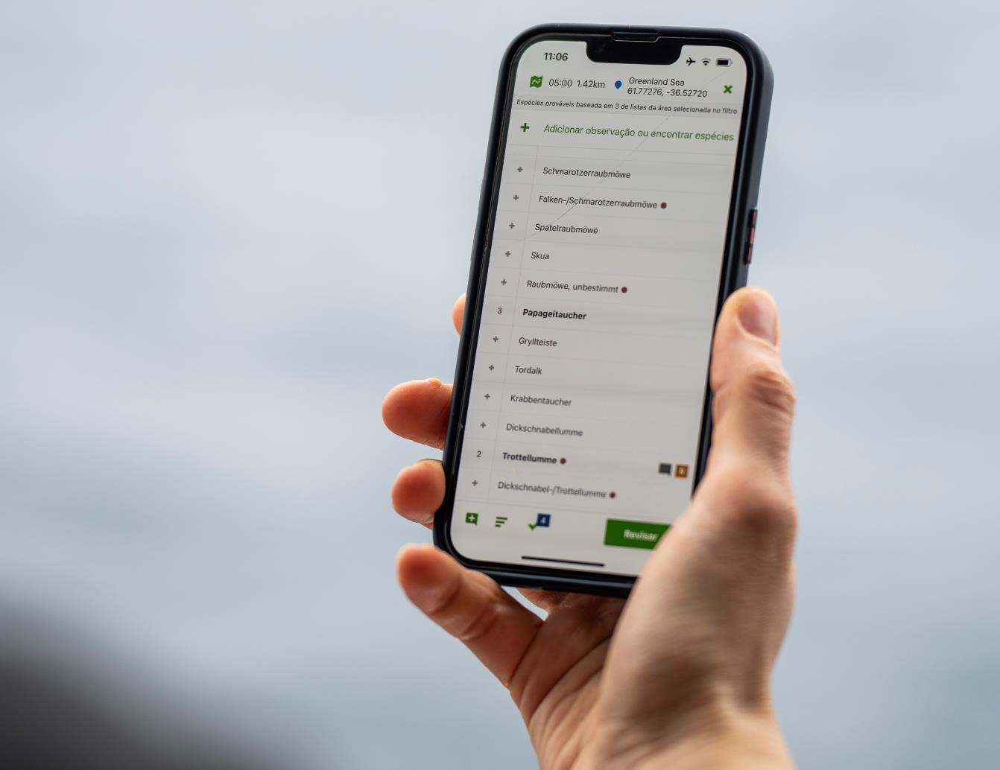 11:06
05:00 1.42km Greenland Sea
61.77276, -36.52720
Espécies prováveis baseada em 3 de listas da área selecionada no filtro
Adicionar observação ou encontrar espécies
Schmarotzerraubmöwe
Falken-/Schmarotzerraubmöwe
Spatelraubmöwe
Skua
Raubmöwe, unbestimmt
3 Papageitaucher
Gryllteiste
Tordalk
Krabbentaucher
Dickschnabellumme
2 Trottellumme
Dickschnabel-/Trottellumme
4
Revisar